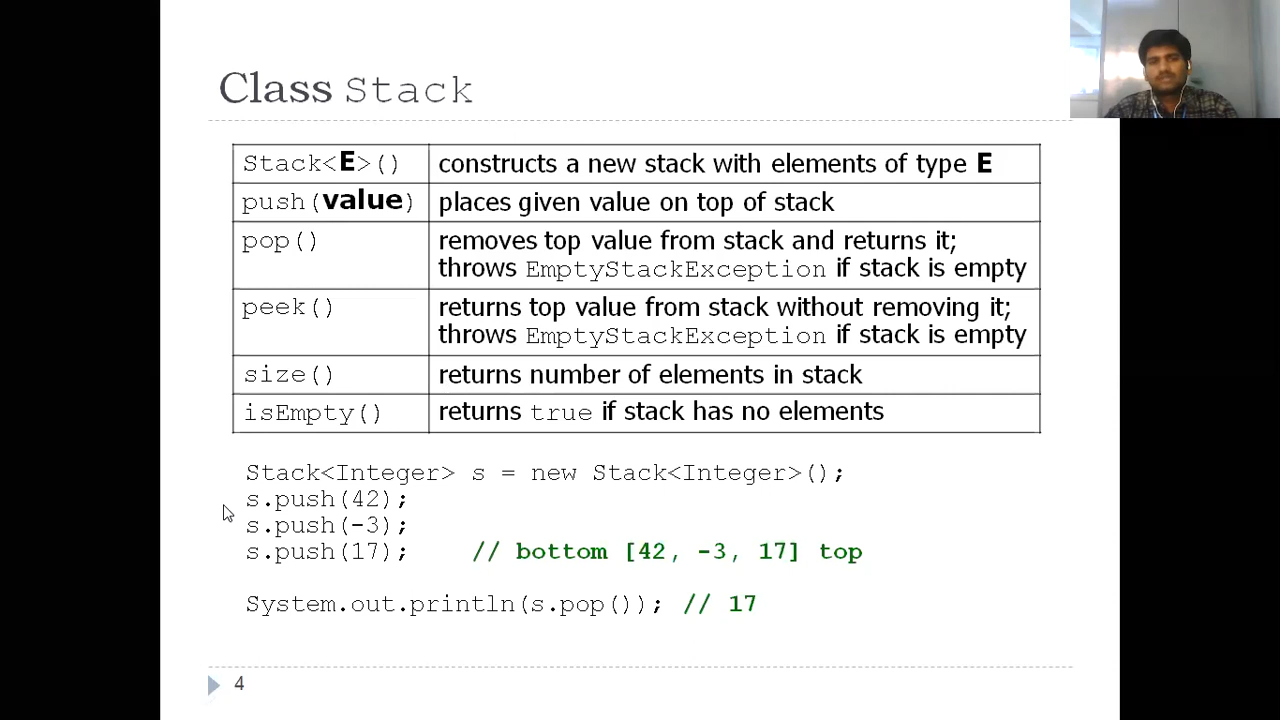 Class Stack
Stack<E>() constructs a new stack with elements of type E
push(value) places given value on top of stack
pop() removes top value from stack and returns it;
throws EmptyStackException if stack is empty
peek() returns top value from stack without removing it;
throws EmptyStackException if stack is empty
size() returns number of elements in stack
isEmpty() returns true if stack has no elements
Stack<Integer> s = new Stack<Integer>();
s.push(42);
s.push(-3);
s.push(17); // bottom [42, -3, 17] top
System.out.println(s.pop()); // 17
4